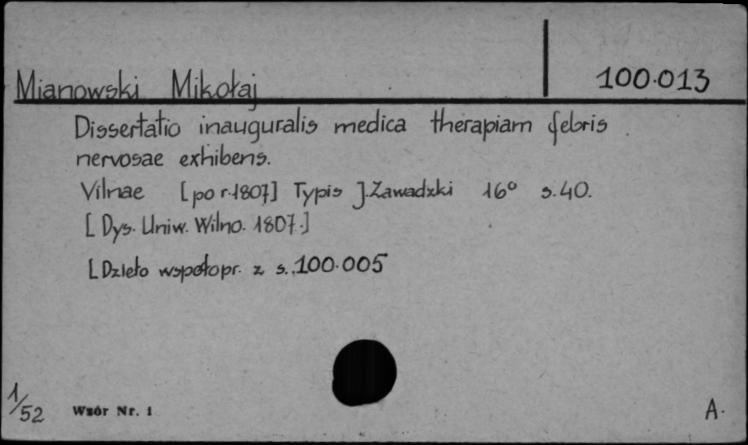 Mianowski Mikołaj 100.013
Dissertatio inauguralis medica therapiam febris
nervosae exhibens.
Vilnae [po r. 1807] Typis J. Zawadzki 16° s. 40.
[Dys. Uniw. Wilno. 1807.]
[Dzieło współopr. z s. 100.005
1/52 Wzór Nr. 1 A.